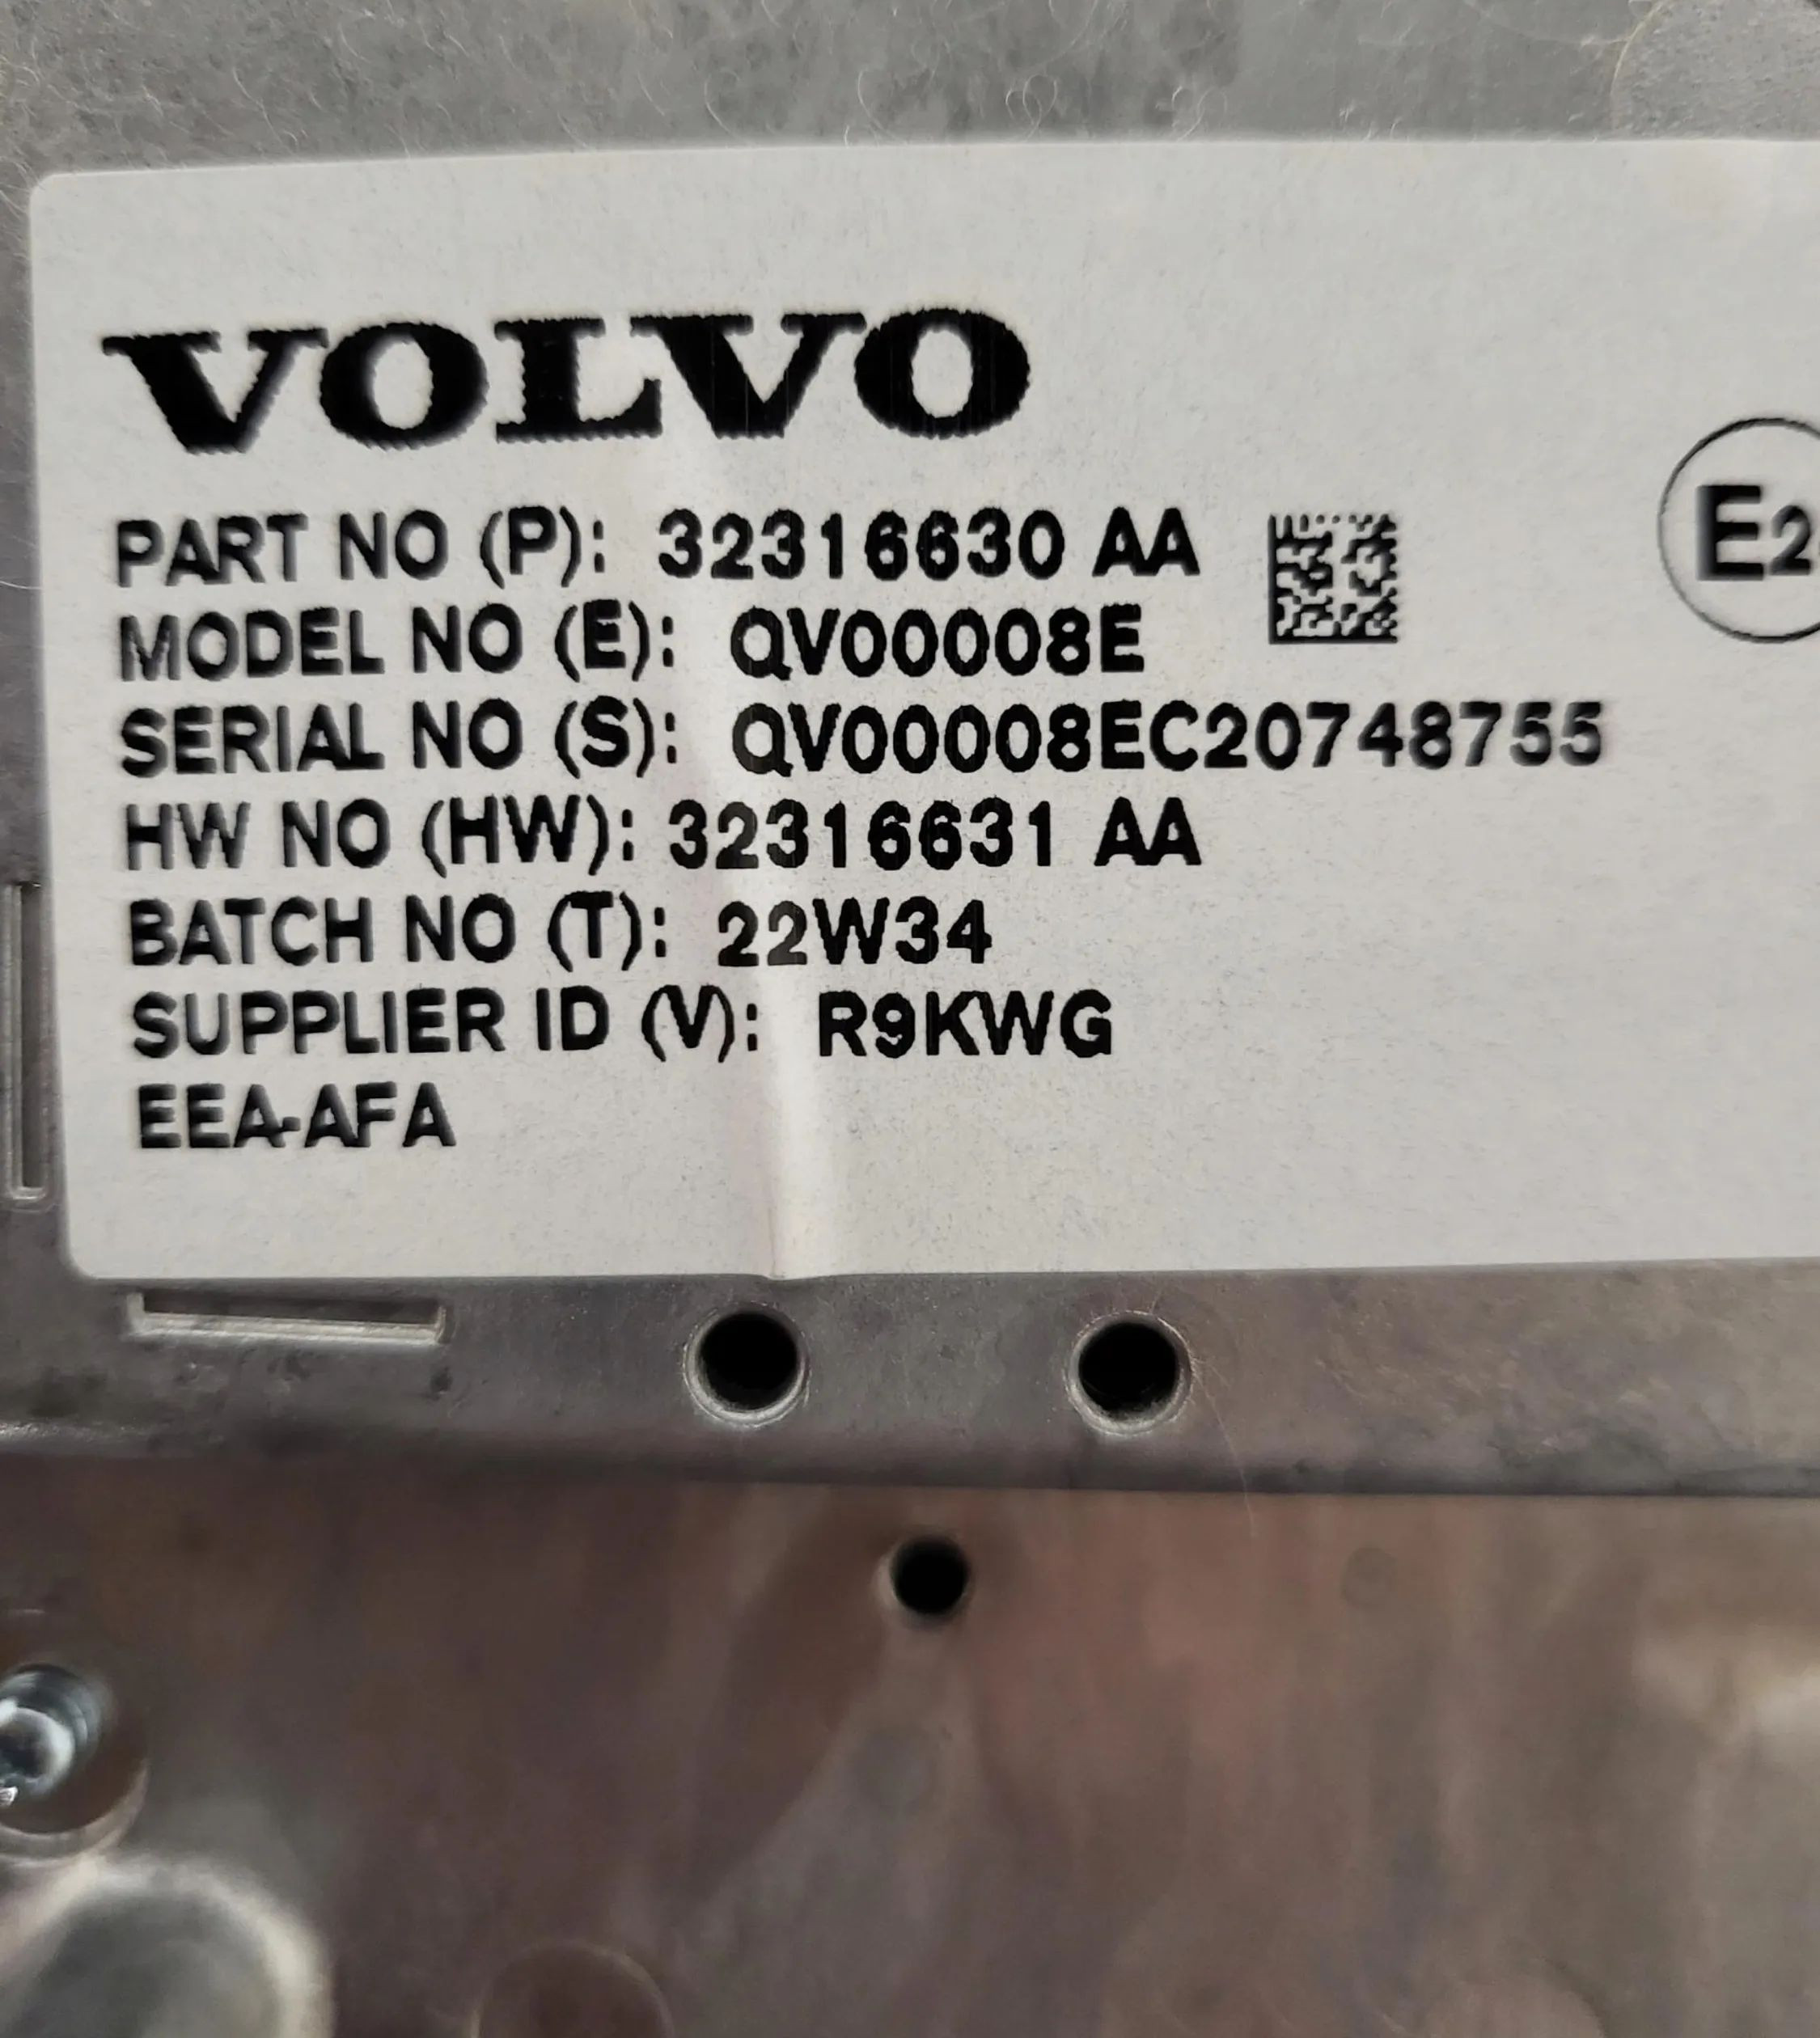 VOLVO
PART NO (P): 32316630 AA
MODEL NO (E): QV00008E
SERIAL NO (S): QV00008EC20748755
HW NO (HW): 32316631 AA
BATCH NO (T): 22W34
SUPPLIER ID (V): R9KWG
EEA-AFA